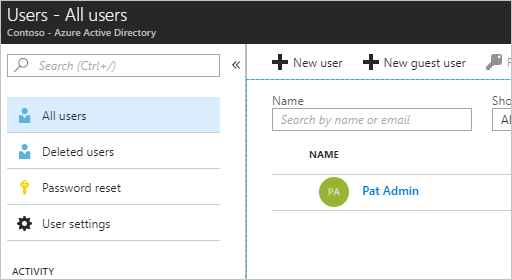 Users - All users
Contoso - Azure Active Directory
Search (Ctrl+/)
All users
Deleted users
Password reset
User settings
ACTIVITY
New user
New guest user
Name
Search by name or email
Sho
Al
NAME
PA
Pat Admin